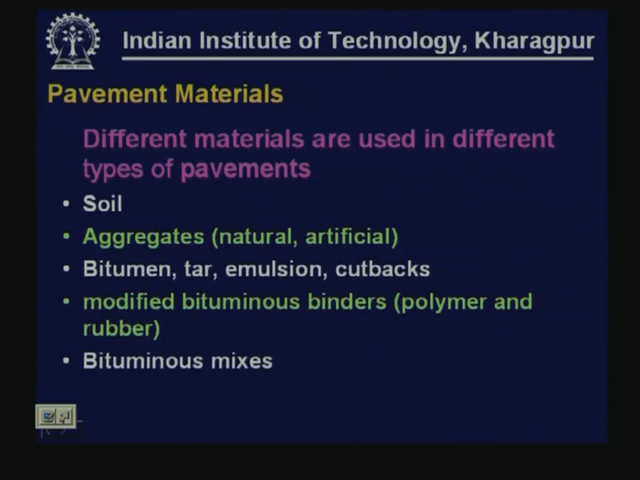 Indian Institute of Technology, Kharagpur
Pavement Materials
Different materials are used in different
types of pavements
• Soil
• Aggregates (natural, artificial)
• Bitumen, tar, emulsion, cutbacks
• modified bituminous binders (polymer and
rubber)
• Bituminous mixes